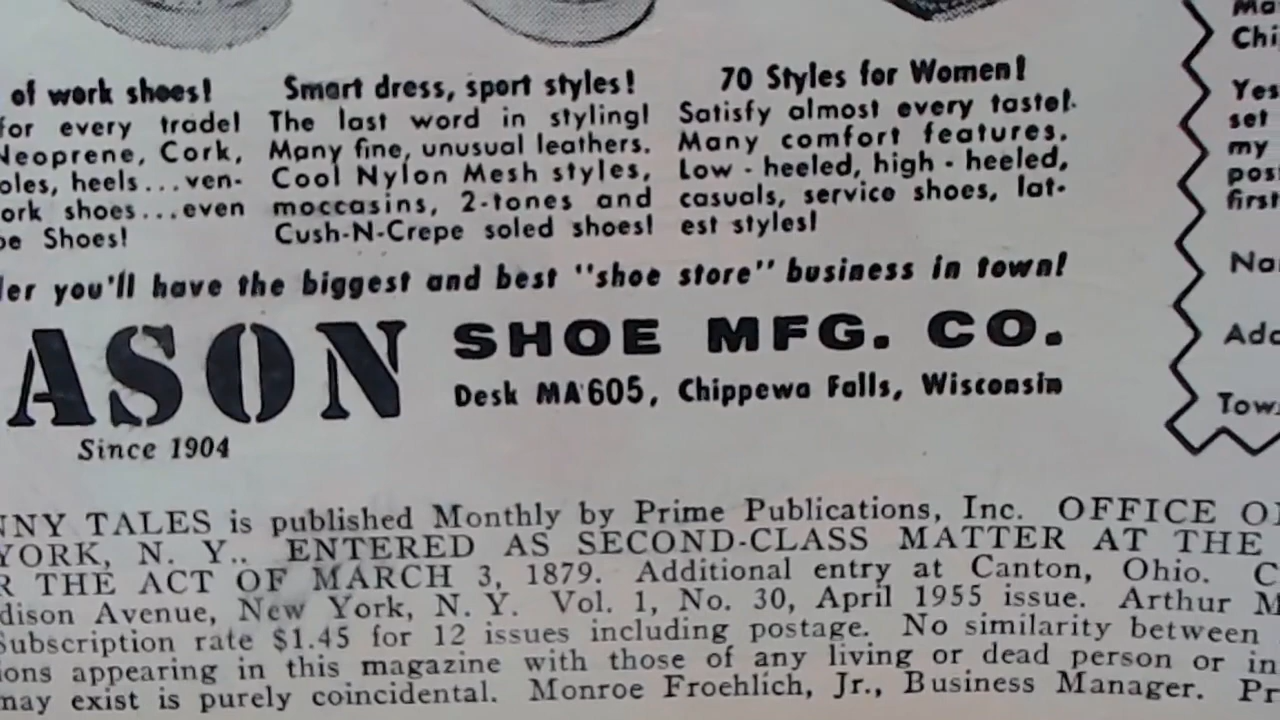 of work shoes!
for every trade!
Neoprene, Cork,
oles, heels...ven-
ork shoes...even
oe Shoes!
Smart dress, sport styles!
The last word in styling!
Many fine, unusual leathers.
Cool Nylon Mesh styles,
moccasins, 2-tones and
Cush-N-Crepe soled shoes!
70 Styles for Women!
Satisfy almost every taste!
Many comfort features.
Low - heeled, high - heeled,
casuals, service shoes, lat-
est styles!
ler you'll have the biggest and best "shoe store" business in town!
ASON SHOE MFG. CO.
Desk MA 605, Chippewa Falls, Wisconsin
Since 1904
Ma
Chi
Yes
set
my
pos
first
Na
Add
Tow
NNY TALES is published Monthly by Prime Publications, Inc. OFFICE O
YORK, N. Y.. ENTERED AS SECOND-CLASS MATTER AT THE
R THE ACT OF MARCH 3, 1879. Additional entry at Canton, Ohio. C
dison Avenue, New York, N. Y. Vol. 1, No. 30, April 1955 issue. Arthur M
Subscription rate $1.45 for 12 issues including postage. No similarity between
ions appearing in this magazine with those of any living or dead person or in
may exist is purely coincidental. Monroe Froehlich, Jr., Business Manager. Pr